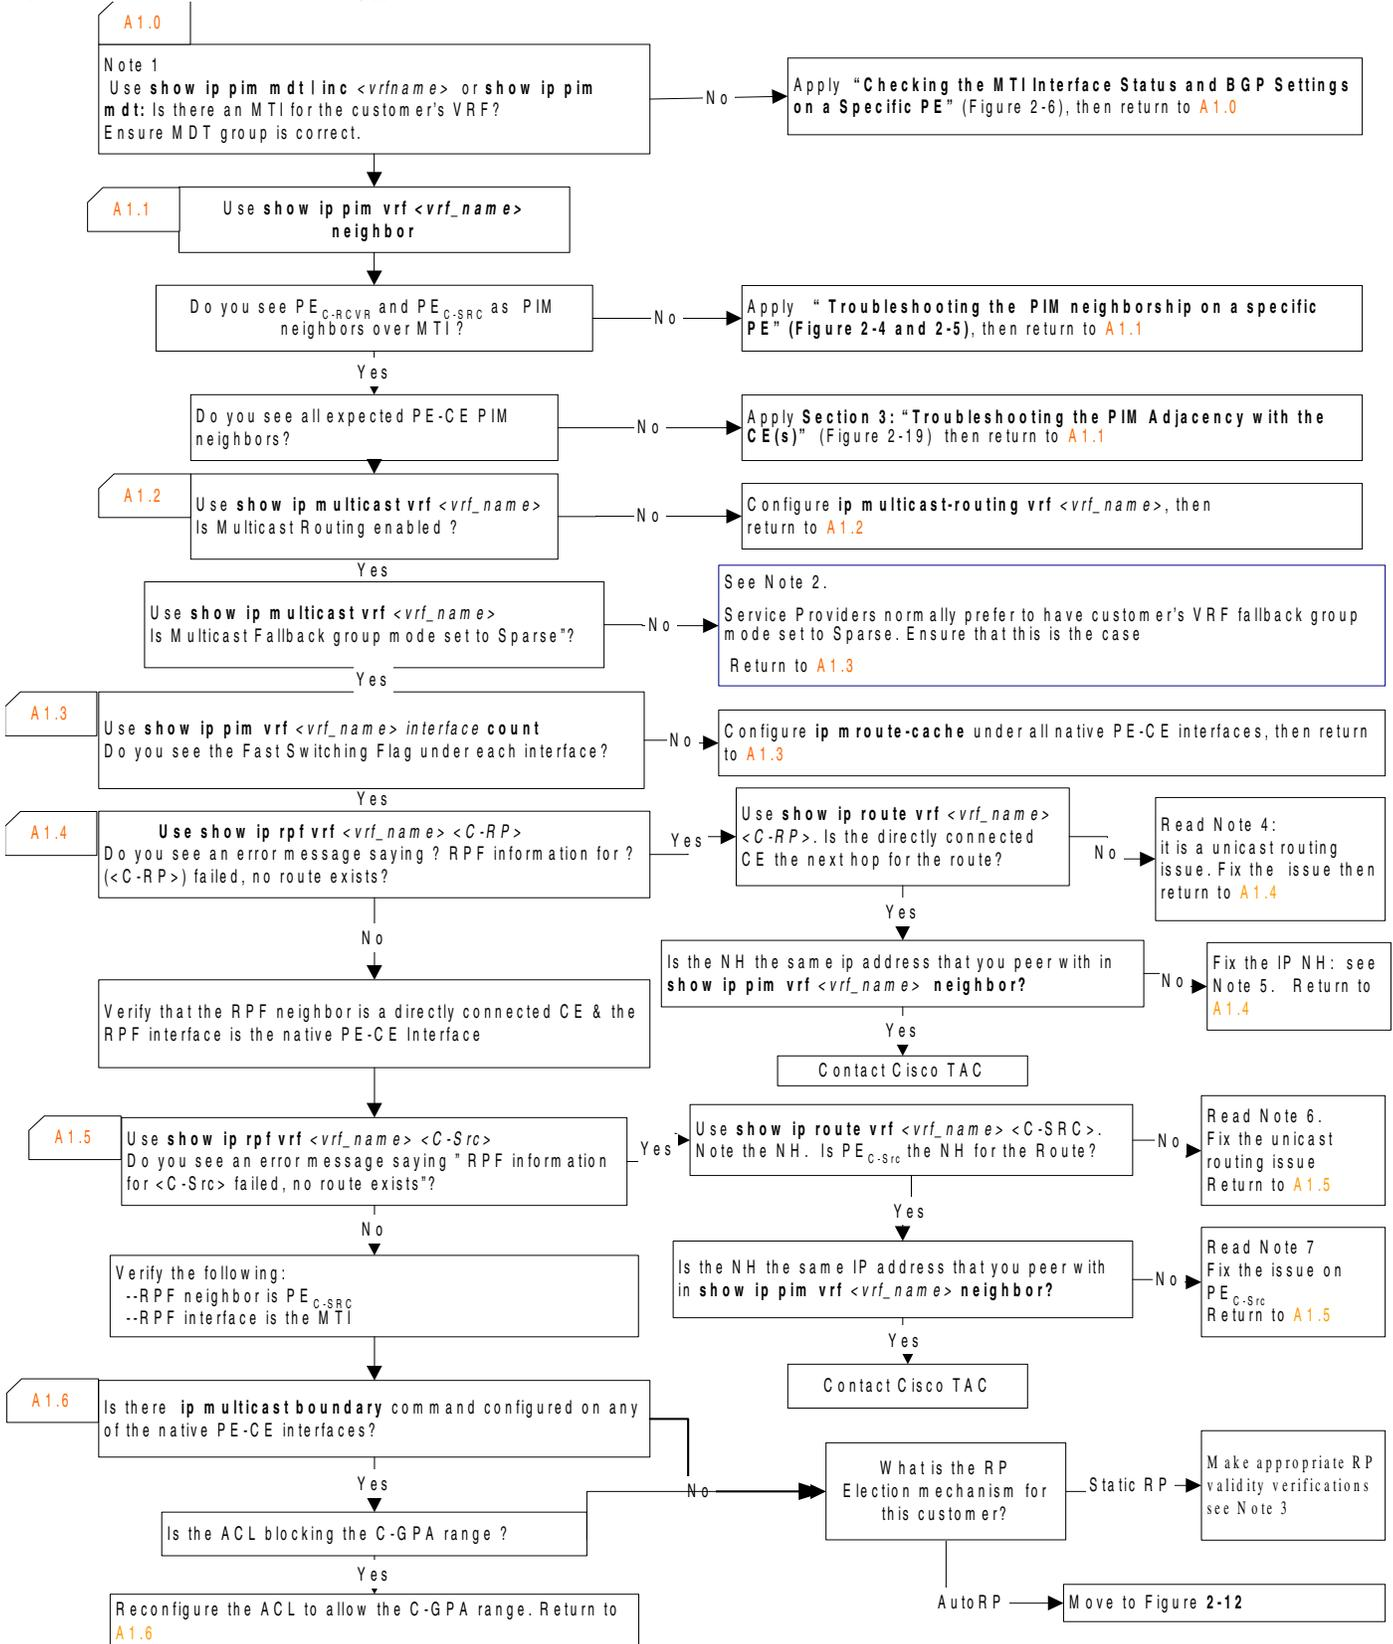 A1.0
Note 1
Use show ip pim mdt | inc <vrfname> or show ip pim
mdt: Is there an MTI for the customer's VRF?
Ensure MDT group is correct.
No
Apply "Checking the MTI Interface Status and BGP Settings
on a Specific PE" (Figure 2-6), then return to A1.0
A1.1
Use show ip pim vrf <vrf_name>
neighbor
Do you see PE C-RCVR and PE C-SRC as PIM
neighbors over MTI?
No
Apply " Troubleshooting the PIM neighborship on a specific
PE" (Figure 2-4 and 2-5), then return to A1.1
Yes
Do you see all expected PE-CE PIM
neighbors?
No
Apply Section 3: "Troubleshooting the PIM Adjacency with the
CE(s)" (Figure 2-19) then return to A1.1
A1.2
Use show ip multicast vrf <vrf_name>
Is Multicast Routing enabled ?
No
Configure ip multicast-routing vrf <vrf_name>, then
return to A1.2
Yes
Use show ip multicast vrf <vrf_name>
Is Multicast Fallback group mode set to Sparse"?
No
See Note 2.
Service Providers normally prefer to have customer's VRF fallback group
mode set to Sparse. Ensure that this is the case
Return to A1.3
Yes
A1.3
Use show ip pim vrf <vrf_name> interface count
Do you see the Fast Switching Flag under each interface?
No
Configure ip mroute-cache under all native PE-CE interfaces, then return
to A1.3
Yes
A1.4
Use show ip rpf vrf <vrf_name> <C-RP>
Do you see an error message saying ? RPF information for ?
(<C-RP>) failed, no route exists?
Yes
Use show ip route vrf <vrf_name>
<C-RP>. Is the directly connected
CE the next hop for the route?
No
Read Note 4:
it is a unicast routing
issue. Fix the issue then
return to A1.4
No
Yes
Is the NH the same ip address that you peer with in
show ip pim vrf <vrf_name> neighbor?
No
Fix the IP NH: see
Note 5. Return to
A1.4
Verify that the RPF neighbor is a directly connected CE & the
RPF interface is the native PE-CE Interface
Yes
Contact Cisco TAC
A1.5
Use show ip rpf vrf <vrf_name> <C-Src>
Do you see an error message saying " RPF information
for <C-Src> failed, no route exists"?
Yes
Use show ip route vrf <vrf_name> <C-SRC>.
Note the NH. Is PE C-Src the NH for the Route?
No
Read Note 6.
Fix the unicast
routing issue
Return to A1.5
No
Yes
Verify the following:
--RPF neighbor is PE C-SRC
--RPF interface is the MTI
Is the NH the same IP address that you peer with
in show ip pim vrf <vrf_name> neighbor?
No
Read Note 7
Fix the issue on
PE C-Src
Return to A1.5
Yes
Contact Cisco TAC
A1.6
Is there ip multicast boundary command configured on any
of the native PE-CE interfaces?
Yes
No
What is the RP
Election mechanism for
this customer?
Static RP
Make appropriate RP
validity verifications
see Note 3
Is the ACL blocking the C-GPA range ?
Yes
AutoRP
Move to Figure 2-12
Reconfigure the ACL to allow the C-GPA range. Return to
A1.6